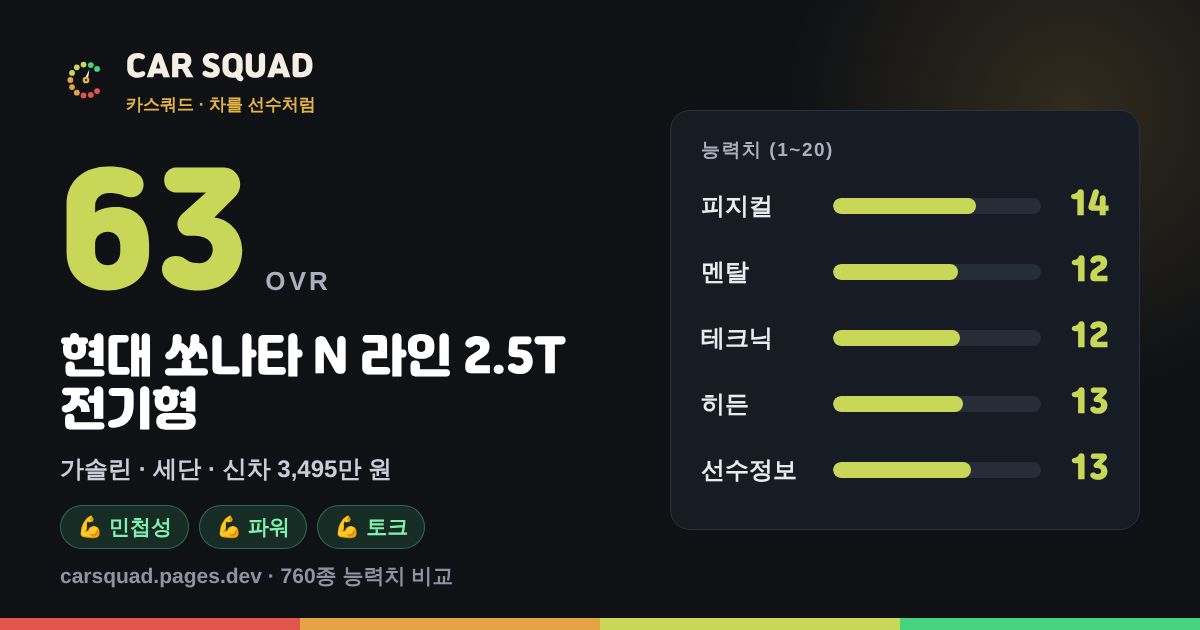 CAR SQUAD
카스쿼드 · 차를 선수처럼
63 OVR
현대 쏘나타 N 라인 2.5T
전기형
가솔린 · 세단 · 신차 3,495만 원
💪 민첩성 💪 파워 💪 토크
carsquad.pages.dev · 760종 능력치 비교
능력치 (1~20)
피지컬 14
멘탈 12
테크닉 12
히든 13
선수정보 13